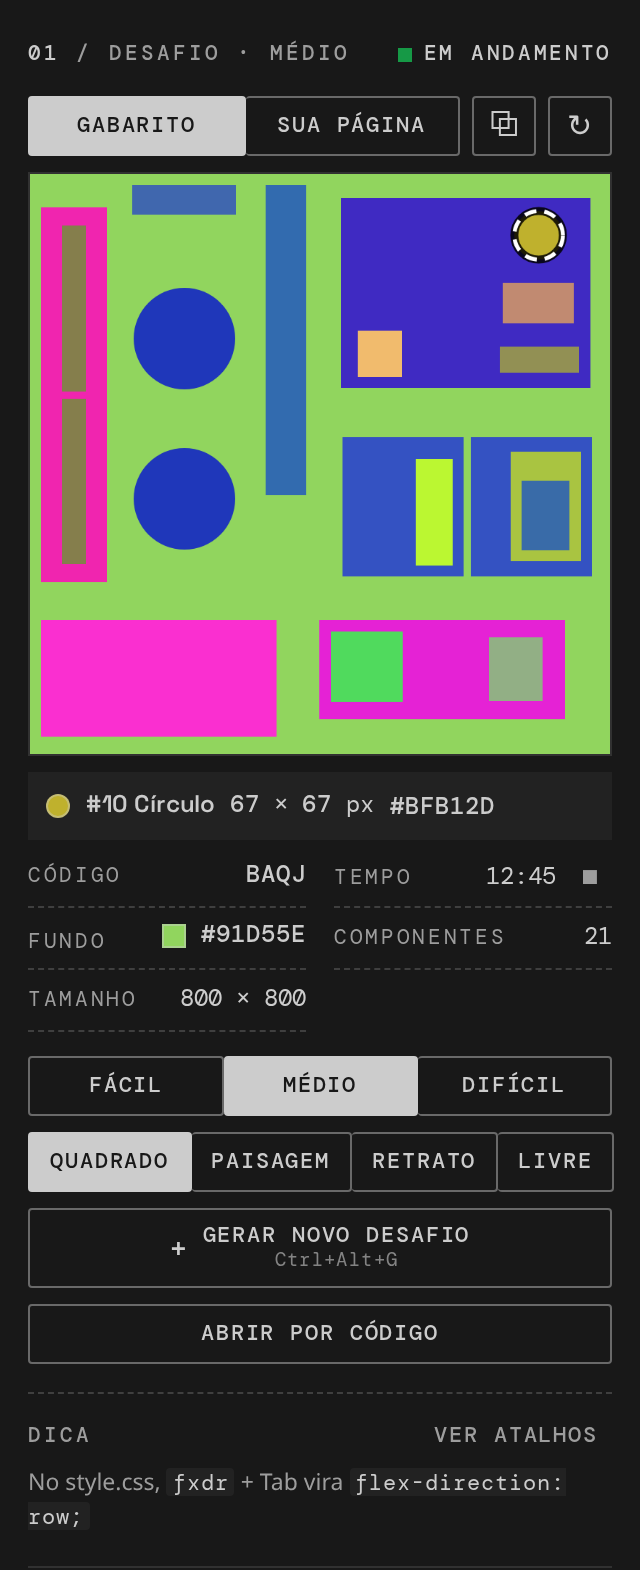 01 / DESAFIO · MÉDIO EM ANDAMENTO
GABARITO SUA PÁGINA ↻
#10 Círculo 67 × 67 px #BFB12D
CÓDIGO BAQJ TEMPO 12:45
FUNDO #91D55E COMPONENTES 21
TAMANHO 800 × 800
FÁCIL MÉDIO DIFÍCIL
QUADRADO PAISAGEM RETRATO LIVRE
+ GERAR NOVO DESAFIO
Ctrl+Alt+G
ABRIR POR CÓDIGO
DICA VER ATALHOS
No style.css, fxdr + Tab vira flex-direction:
row;